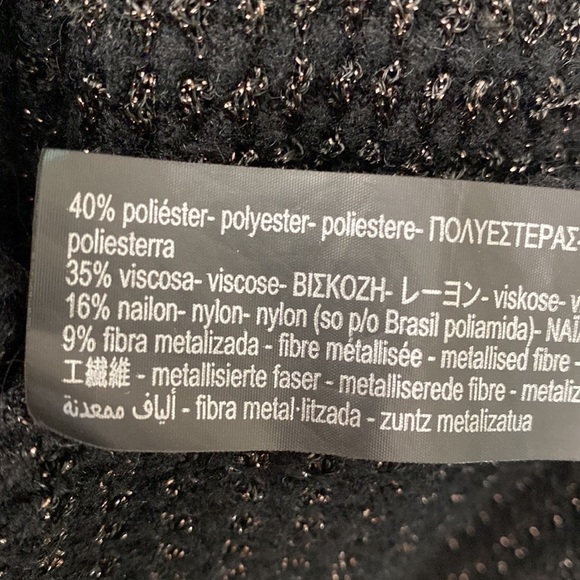 40% poliéster- polyester- poliestere- ΠΟΛΥΕΣΤΕΡΑΣ-
poliesterra
35% viscosa- viscose- ΒΙΣΚΟΖΗ- レーヨン- viskose-
16% nailon- nylon- nylon (so p/o Brasil poliamida)-
9% fibra metalizada - fibre métallisée - metallised fibre -
工繊維 - metallisierte faser - metalliserede fibre -
ألياف ممعدنة - fibra metal·litzada - zuntz metalizatua